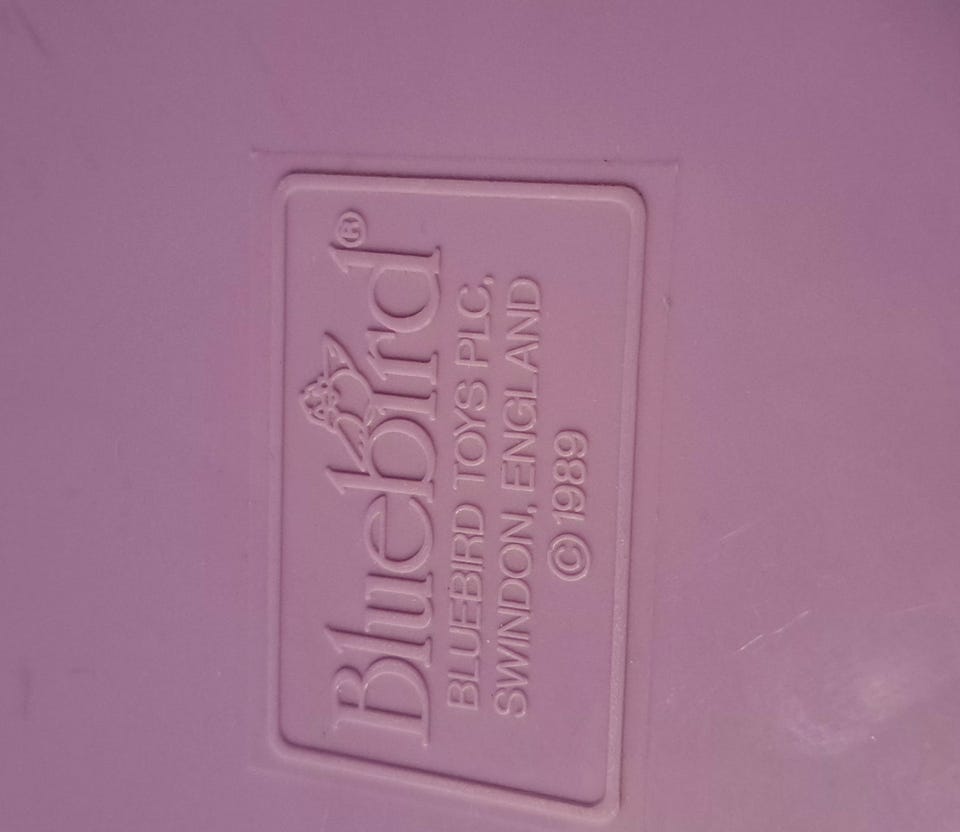 Bluebird®
BLUEBIRD TOYS PLC,
SWINDON, ENGLAND
© 1989